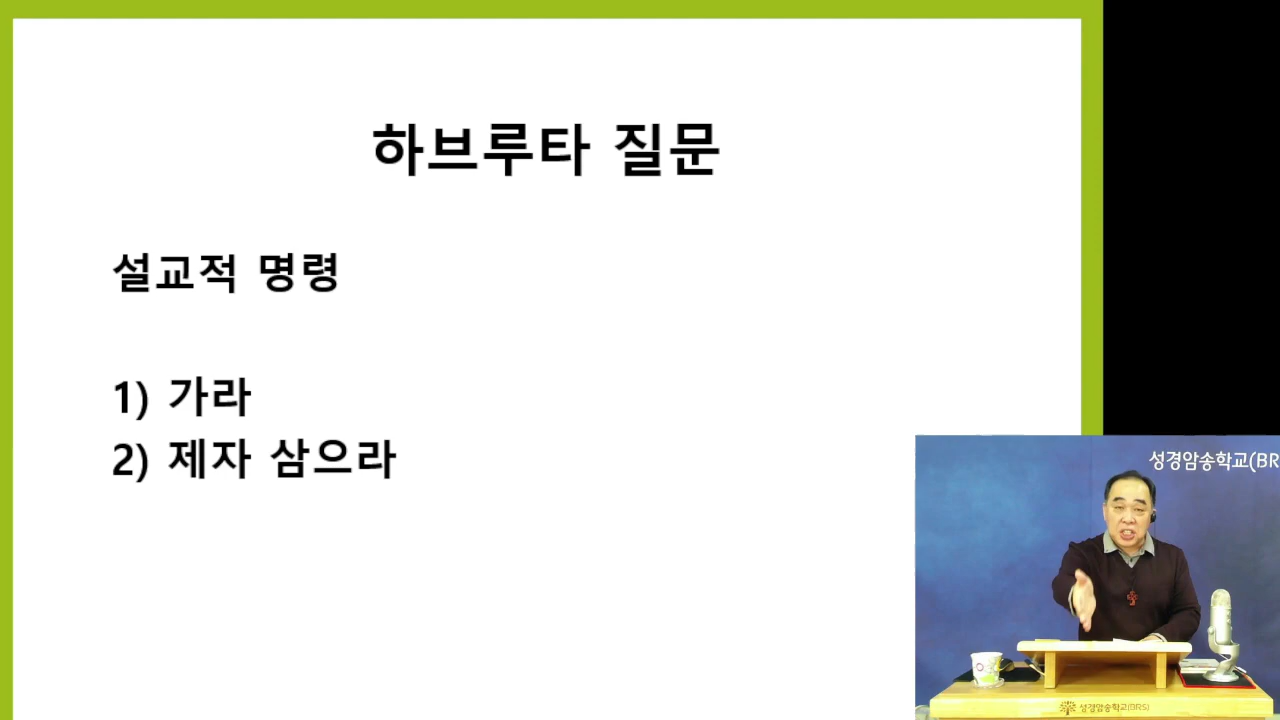 하브루타 질문
설교적 명령
1) 가라
2) 제자 삼으라
성경암송학교(BR
성경암송학교(BRS)